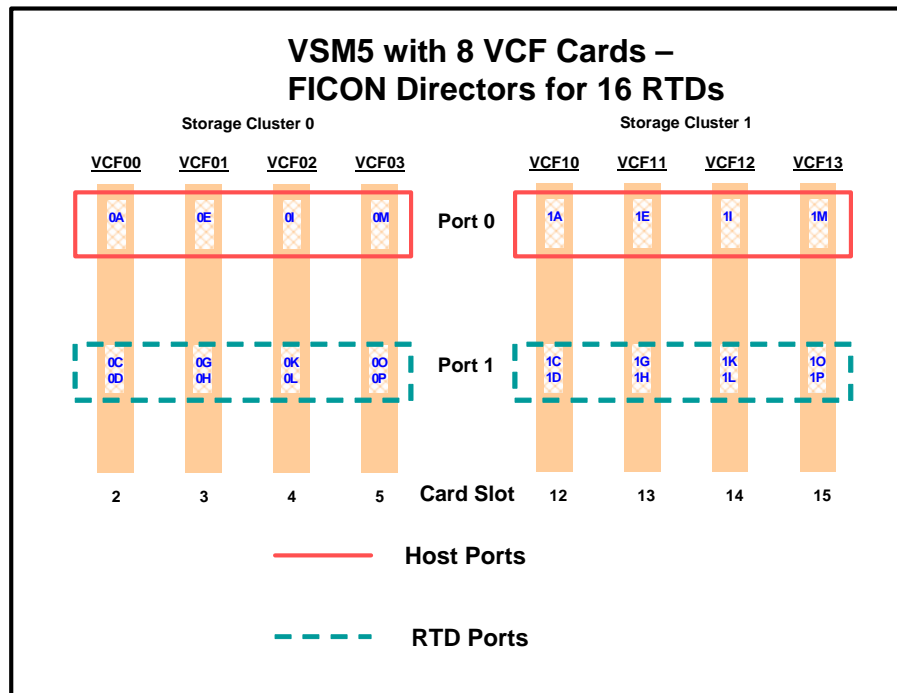 VSM5 with 8 VCF Cards –
FICON Directors for 16 RTDs
Storage Cluster 0 Storage Cluster 1
VCF00 VCF01 VCF02 VCF03 VCF10 VCF11 VCF12 VCF13
0A 0E 0I 0M Port 0 1A 1E 1I 1M
0C 0G 0K 0O Port 1 1C 1G 1K 1O
0D 0H 0L 0P 1D 1H 1L 1P
2 3 4 5 Card Slot 12 13 14 15
Host Ports
RTD Ports